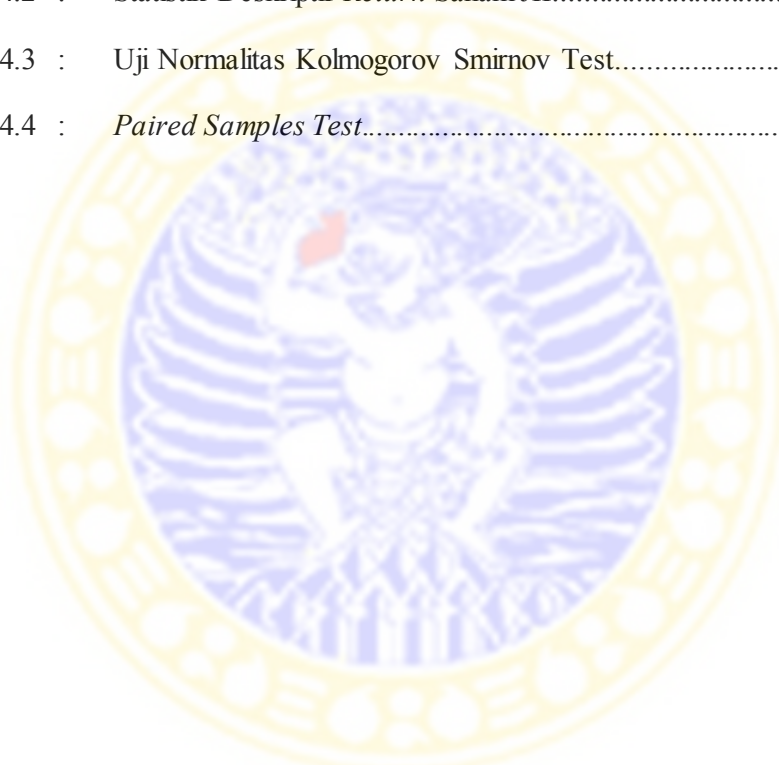 4.3 : Uji Normalitas Kolmogorov Smirnov Test......................
4.4 : Paired Samples Test......................................................